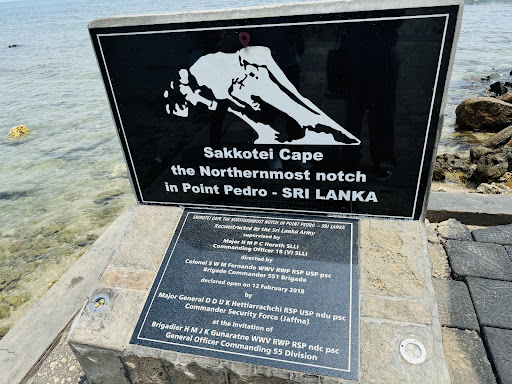 Sakkotei Cape
the Northernmost notch
in Point Pedro - SRI LANKA
SAKKOTEI CAPE THE NORTHERNMOST NOTCH IN POINT PEDRO - SRI LANKA
Reconstructed by the Sri Lanka Army
supervised by
Major H M P C Herath SLLI
Commanding Officer 16 (V) SLLI
directed by
Colonel S W M Fernando WWV RWP RSP USP psc
Brigade Commander 551 Brigade
declared open on 12 February 2018
by
Major General D D U K Hettiarrachchi RSP USP ndu psc
Commander Security Force (Jaffna)
at the invitation of
Brigadier H M J K Gunaratne WWV RWP RSP ndc psc
General Officer Commanding 55 Division